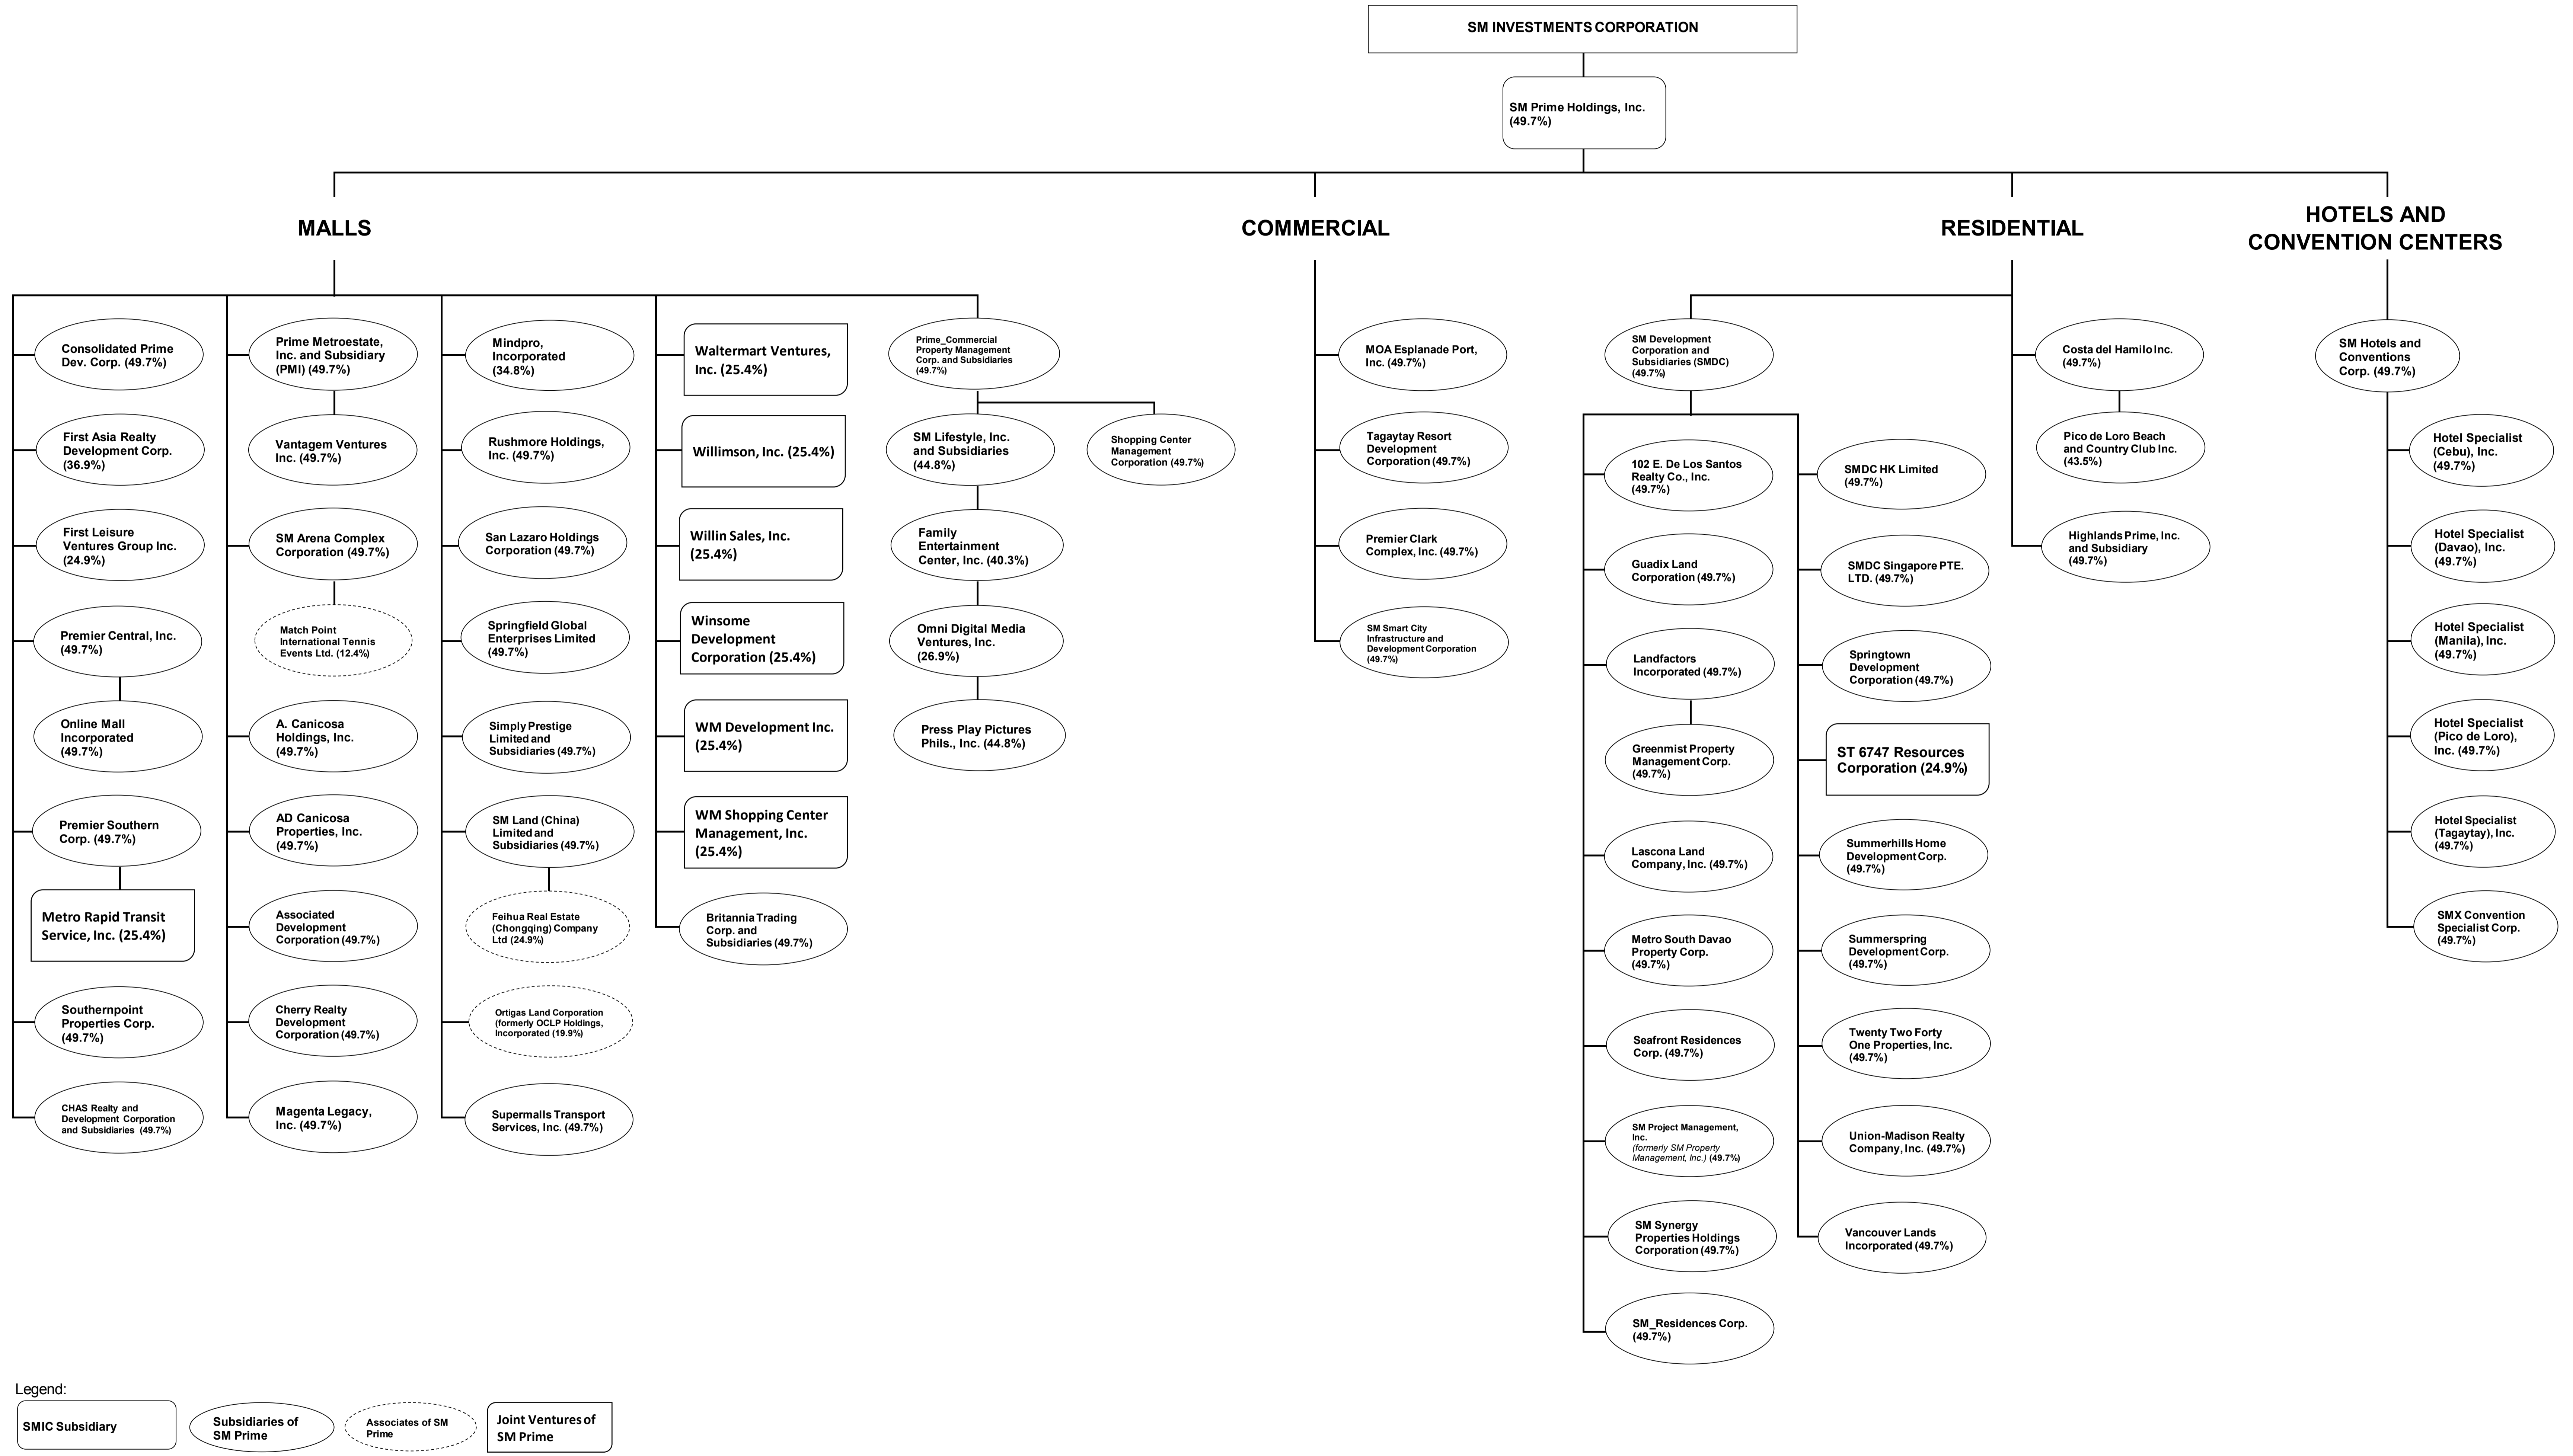 SM INVESTMENTS CORPORATION
SM Prime Holdings, Inc.
(49.7%)
MALLS
Consolidated Prime
Dev. Corp. (49.7%)
First Asia Realty
Development Corp.
(36.9%)
First Leisure
Ventures Group Inc.
(24.9%)
Premier Central, Inc.
(49.7%)
Online Mall
Incorporated
(49.7%)
Premier Southern
Corp. (49.7%)
Metro Rapid Transit
Service, Inc. (25.4%)
Southernpoint
Properties Corp.
(49.7%)
CHAS Realty and
Development Corporation
and Subsidiaries (49.7%)
Prime Metroestate,
Inc. and Subsidiary
(PMI) (49.7%)
Vantagem Ventures
Inc. (49.7%)
SM Arena Complex
Corporation (49.7%)
Match Point
International Tennis
Events Ltd. (12.4%)
A. Canicosa
Holdings, Inc.
(49.7%)
AD Canicosa
Properties, Inc.
(49.7%)
Associated
Development
Corporation (49.7%)
Cherry Realty
Development
Corporation (49.7%)
Magenta Legacy,
Inc. (49.7%)
Mindpro,
Incorporated
(34.8%)
Rushmore Holdings,
Inc. (49.7%)
San Lazaro Holdings
Corporation (49.7%)
Springfield Global
Enterprises Limited
(49.7%)
Simply Prestige
Limited and
Subsidiaries (49.7%)
SM Land (China)
Limited and
Subsidiaries (49.7%)
Feihua Real Estate
(Chongqing) Company
Ltd (24.9%)
Ortigas Land Corporation
(formerly OCLP Holdings,
Incorporated (19.9%)
Supermalls Transport
Services, Inc. (49.7%)
Waltermart Ventures,
Inc. (25.4%)
Willimson, Inc. (25.4%)
Willin Sales, Inc.
(25.4%)
Winsome
Development
Corporation (25.4%)
WM Development Inc.
(25.4%)
WM Shopping Center
Management, Inc.
(25.4%)
Britannia Trading
Corp. and
Subsidiaries (49.7%)
Prime_Commercial
Property Management
Corp. and Subsidiaries
(49.7%)
SM Lifestyle, Inc.
and Subsidiaries
(44.8%)
Family
Entertainment
Center, Inc. (40.3%)
Omni Digital Media
Ventures, Inc.
(26.9%)
Press Play Pictures
Phils., Inc. (44.8%)
Shopping Center
Management
Corporation (49.7%)
COMMERCIAL
MOA Esplanade Port,
Inc. (49.7%)
Tagaytay Resort
Development
Corporation (49.7%)
Premier Clark
Complex, Inc. (49.7%)
SM Smart City
Infrastructure and
Development Corporation
(49.7%)
RESIDENTIAL
SM Development
Corporation and
Subsidiaries (SMDC)
(49.7%)
102 E. De Los Santos
Realty Co., Inc.
(49.7%)
Guadix Land
Corporation (49.7%)
Landfactors
Incorporated (49.7%)
Greenmist Property
Management Corp.
(49.7%)
Lascona Land
Company, Inc. (49.7%)
Metro South Davao
Property Corp.
(49.7%)
Seafront Residences
Corp. (49.7%)
SM Project Management,
Inc.
(formerly SM Property
Management, Inc.) (49.7%)
SM Synergy
Properties Holdings
Corporation (49.7%)
SM_Residences Corp.
(49.7%)
SMDC HK Limited
(49.7%)
SMDC Singapore PTE.
LTD. (49.7%)
Springtown
Development
Corporation (49.7%)
ST 6747 Resources
Corporation (24.9%)
Summerhills Home
Development Corp.
(49.7%)
Summerspring
Development Corp.
(49.7%)
Twenty Two Forty
One Properties, Inc.
(49.7%)
Union-Madison Realty
Company, Inc. (49.7%)
Vancouver Lands
Incorporated (49.7%)
Costa del Hamilo Inc.
(49.7%)
Pico de Loro Beach
and Country Club Inc.
(43.5%)
Highlands Prime, Inc.
and Subsidiary
(49.7%)
HOTELS AND
CONVENTION CENTERS
SM Hotels and
Conventions
Corp. (49.7%)
Hotel Specialist
(Cebu), Inc.
(49.7%)
Hotel Specialist
(Davao), Inc.
(49.7%)
Hotel Specialist
(Manila), Inc.
(49.7%)
Hotel Specialist
(Pico de Loro),
Inc. (49.7%)
Hotel Specialist
(Tagaytay), Inc.
(49.7%)
SMX Convention
Specialist Corp.
(49.7%)
Legend:
SMIC Subsidiary
Subsidiaries of
SM Prime
Associates of SM
Prime
Joint Ventures of
SM Prime